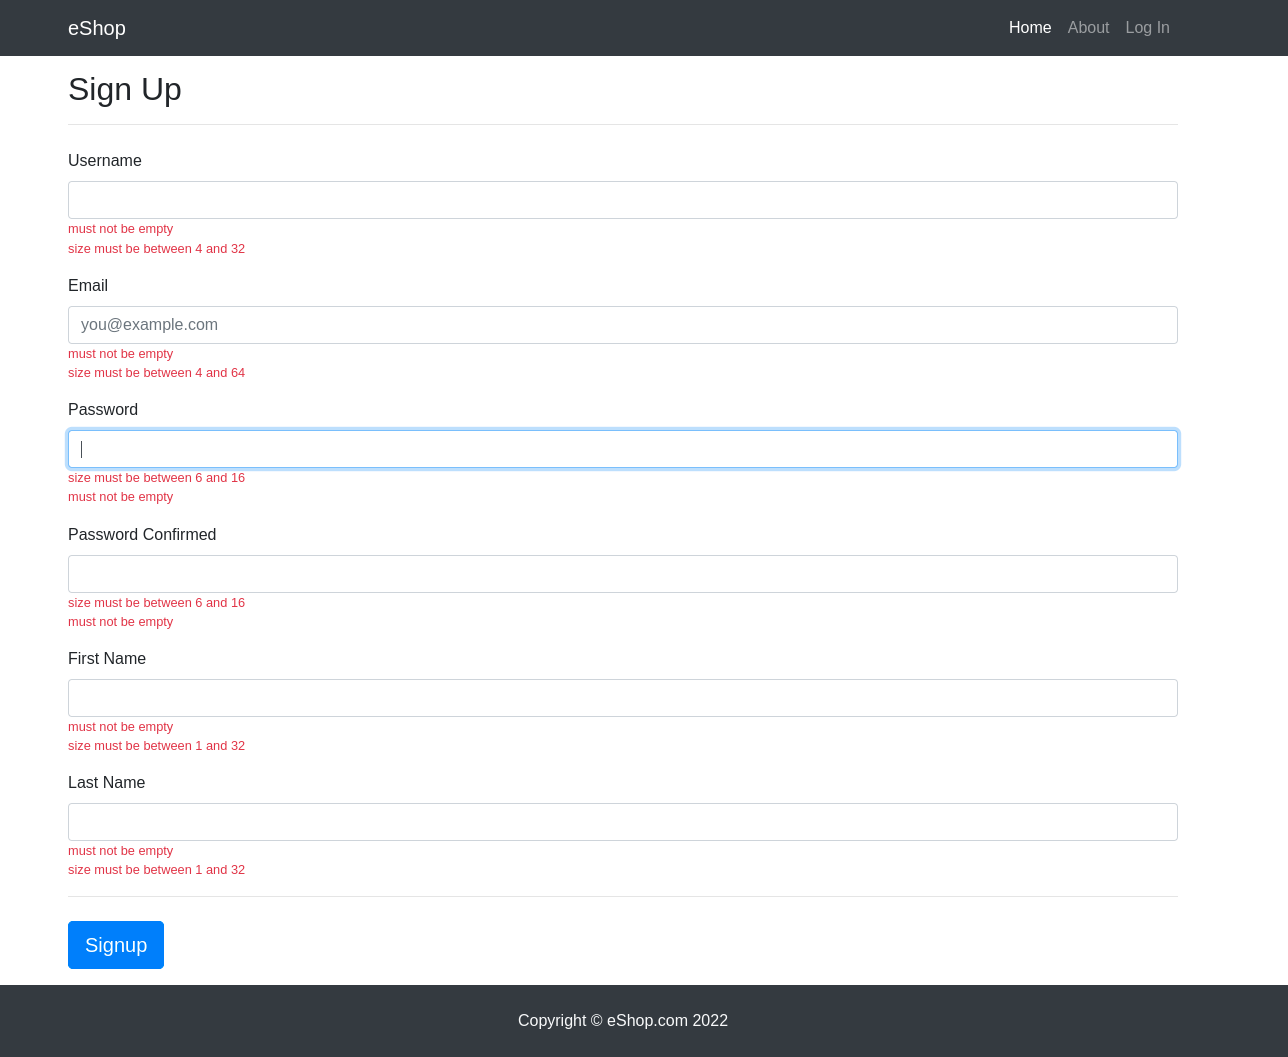 eShop Home About Log In
Sign Up
Username
must not be empty
size must be between 4 and 32
Email
you@example.com
must not be empty
size must be between 4 and 64
Password
size must be between 6 and 16
must not be empty
Password Confirmed
size must be between 6 and 16
must not be empty
First Name
must not be empty
size must be between 1 and 32
Last Name
must not be empty
size must be between 1 and 32
Signup
Copyright © eShop.com 2022